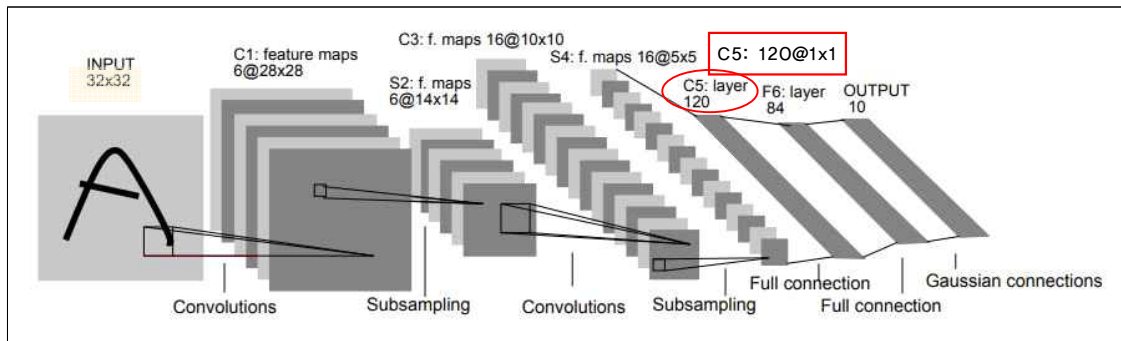 INPUT
32x32
C1: feature maps
6@28x28
S2: f. maps
6@14x14
C3: f. maps 16@10x10
S4: f. maps 16@5x5
C5: 120@1x1
C5: layer
120
F6: layer
84
OUTPUT
10
Convolutions
Subsampling
Convolutions
Subsampling
Full connection
Full connection
Gaussian connections